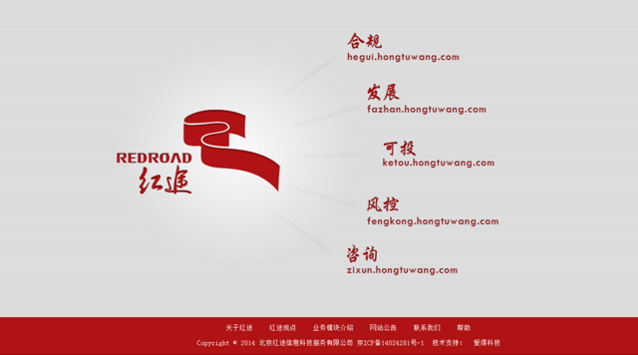 合规
hegui.hongtuwang.com
发展
fazhan.hongtuwang.com
可投
ketou.hongtuwang.com
REDROAD
红途
风控
fengkong.hongtuwang.com
咨询
zixun.hongtuwang.com
关于红途 红途观点 业务模块介绍 网站公告 联系我们 帮助
Copyright © 2014 北京红途信息科技服务有限公司 京ICP备14024281号-1 技术支持: 爱得科技